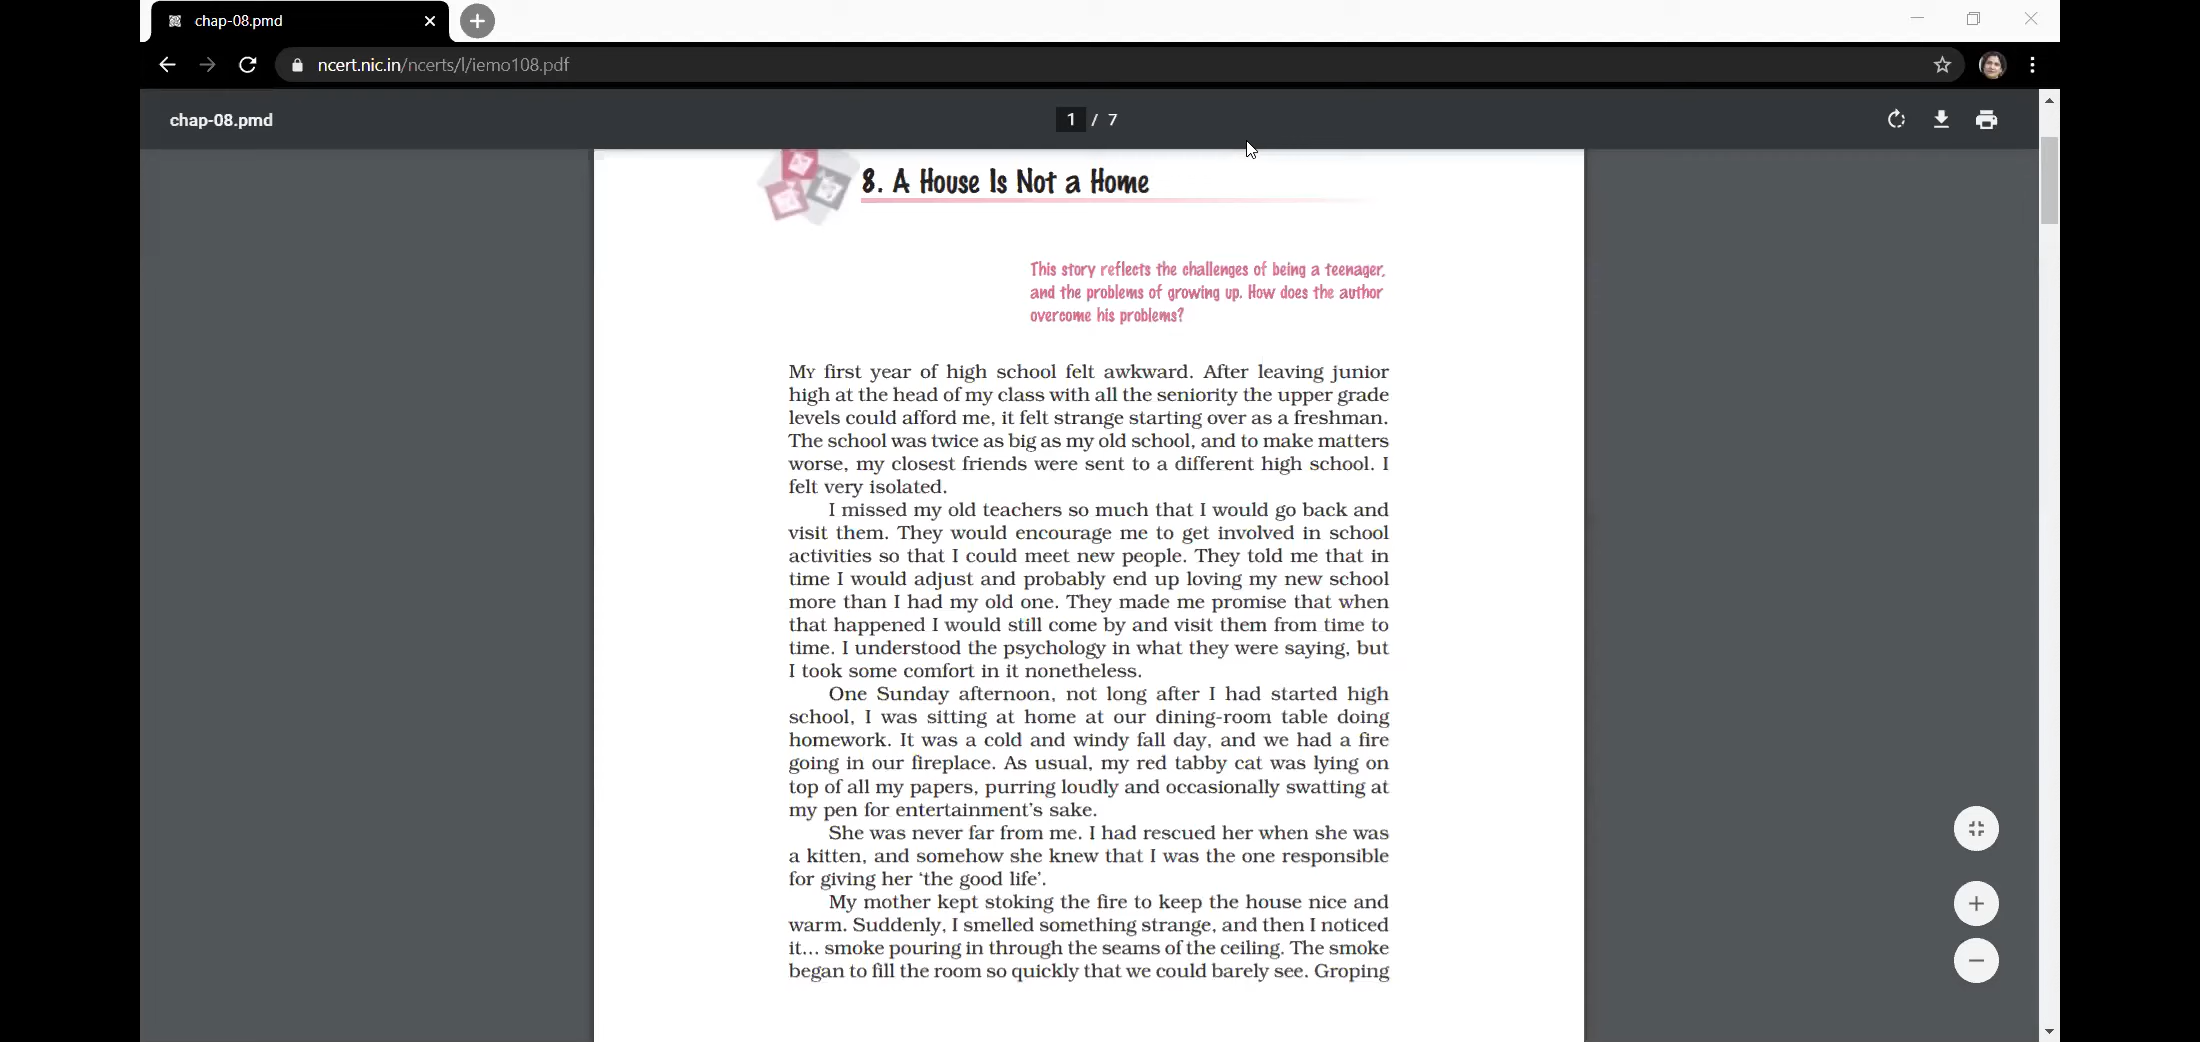 chap-08.pmd
ncert.nic.in/ncerts/l/iemo108.pdf
chap-08.pmd
1 / 7
8. A House Is Not a Home
This story reflects the challenges of being a teenager,
and the problems of growing up. How does the author
overcome his problems?
MY first year of high school felt awkward. After leaving junior
high at the head of my class with all the seniority the upper grade
levels could afford me, it felt strange starting over as a freshman.
The school was twice as big as my old school, and to make matters
worse, my closest friends were sent to a different high school. I
felt very isolated.
I missed my old teachers so much that I would go back and
visit them. They would encourage me to get involved in school
activities so that I could meet new people. They told me that in
time I would adjust and probably end up loving my new school
more than I had my old one. They made me promise that when
that happened I would still come by and visit them from time to
time. I understood the psychology in what they were saying, but
I took some comfort in it nonetheless.
One Sunday afternoon, not long after I had started high
school, I was sitting at home at our dining-room table doing
homework. It was a cold and windy fall day, and we had a fire
going in our fireplace. As usual, my red tabby cat was lying on
top of all my papers, purring loudly and occasionally swatting at
my pen for entertainment's sake.
She was never far from me. I had rescued her when she was
a kitten, and somehow she knew that I was the one responsible
for giving her ‘the good life’.
My mother kept stoking the fire to keep the house nice and
warm. Suddenly, I smelled something strange, and then I noticed
it... smoke pouring in through the seams of the ceiling. The smoke
began to fill the room so quickly that we could barely see. Groping